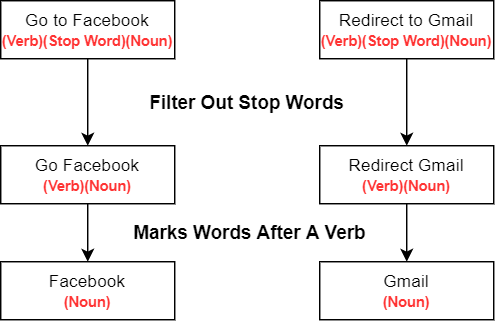 Go to Facebook
(Verb)(Stop Word)(Noun)
Redirect to Gmail
(Verb)(Stop Word)(Noun)
Filter Out Stop Words
Go Facebook
(Verb)(Noun)
Redirect Gmail
(Verb)(Noun)
Marks Words After A Verb
Facebook
(Noun)
Gmail
(Noun)